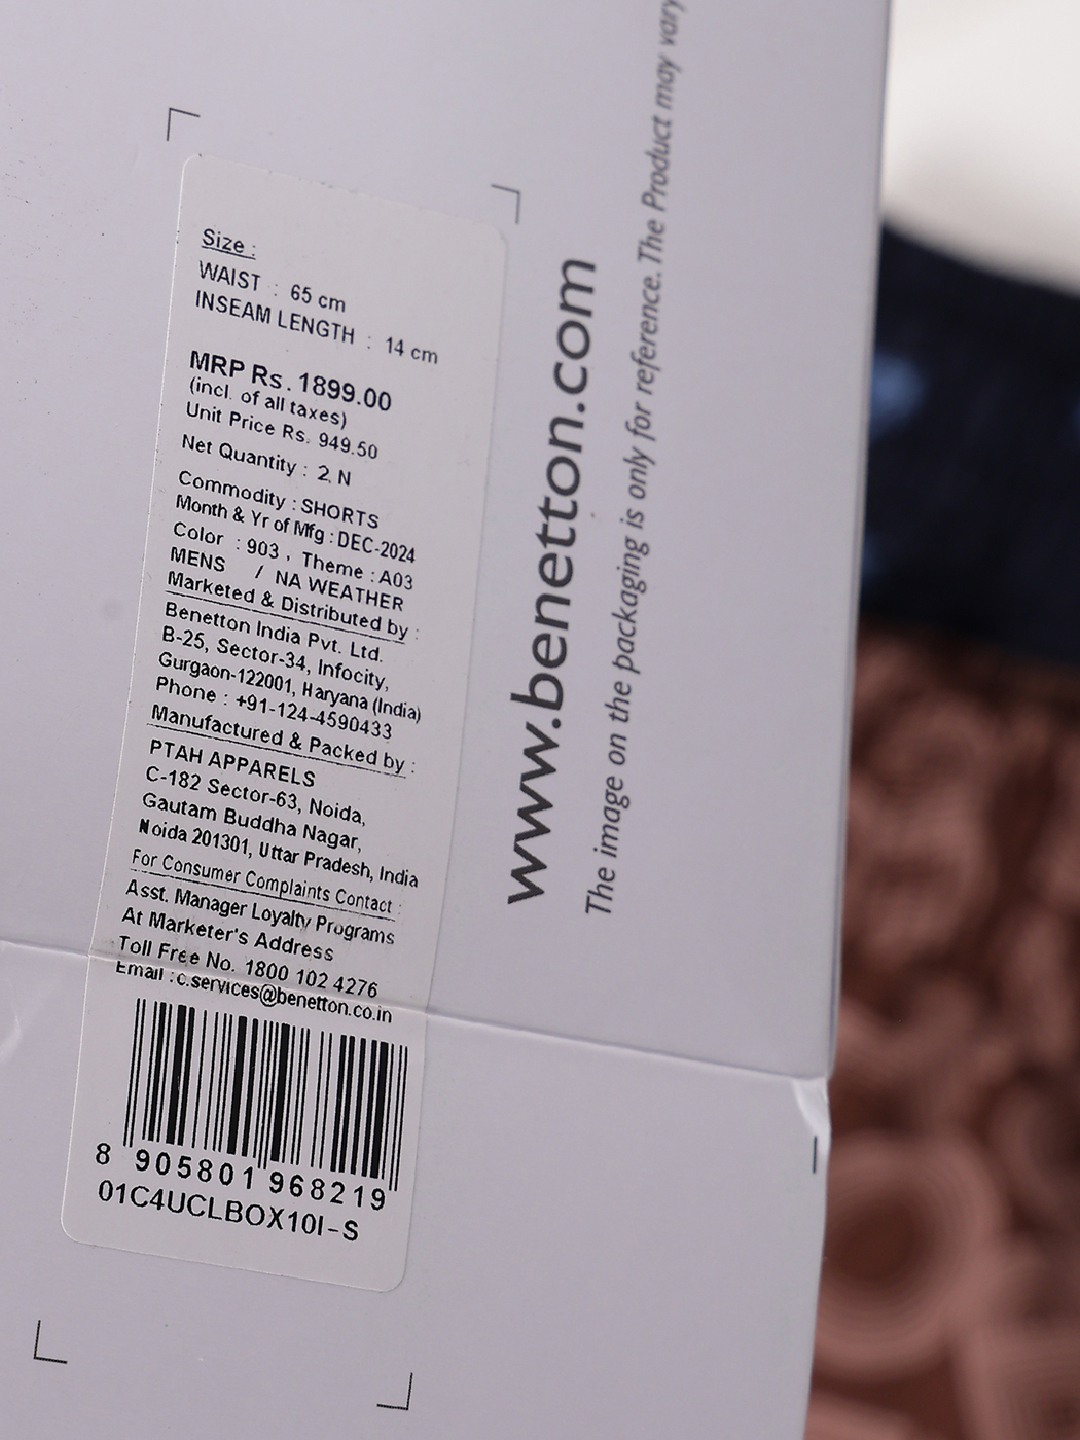 Size :
WAIST : 65 cm
INSEAM LENGTH : 14 cm
MRP Rs. 1899.00
(incl. of all taxes)
Unit Price Rs. 949.50
Net Quantity : 2 N
Commodity : SHORTS
Month & Yr of Mfg : DEC-2024
Color : 903 , Theme : A03
MENS / NA WEATHER
Marketed & Distributed by :
Benetton India Pvt. Ltd.
B-25, Sector-34, Infocity,
Gurgaon-122001, Haryana (India)
Phone : +91-124-4590433
Manufactured & Packed by :
PTAH APPARELS
C-182 Sector-63, Noida,
Gautam Buddha Nagar,
Noida 201301, Uttar Pradesh, India
For Consumer Complaints Contact :
Asst. Manager Loyalty Programs
At Marketer's Address
Toll Free No. 1800 102 4276
Email : c.services@benetton.co.in
8 905801 968219
01C4UCLBOX10I-S
www.benetton.com
The image on the packaging is only for reference. The Product may vary